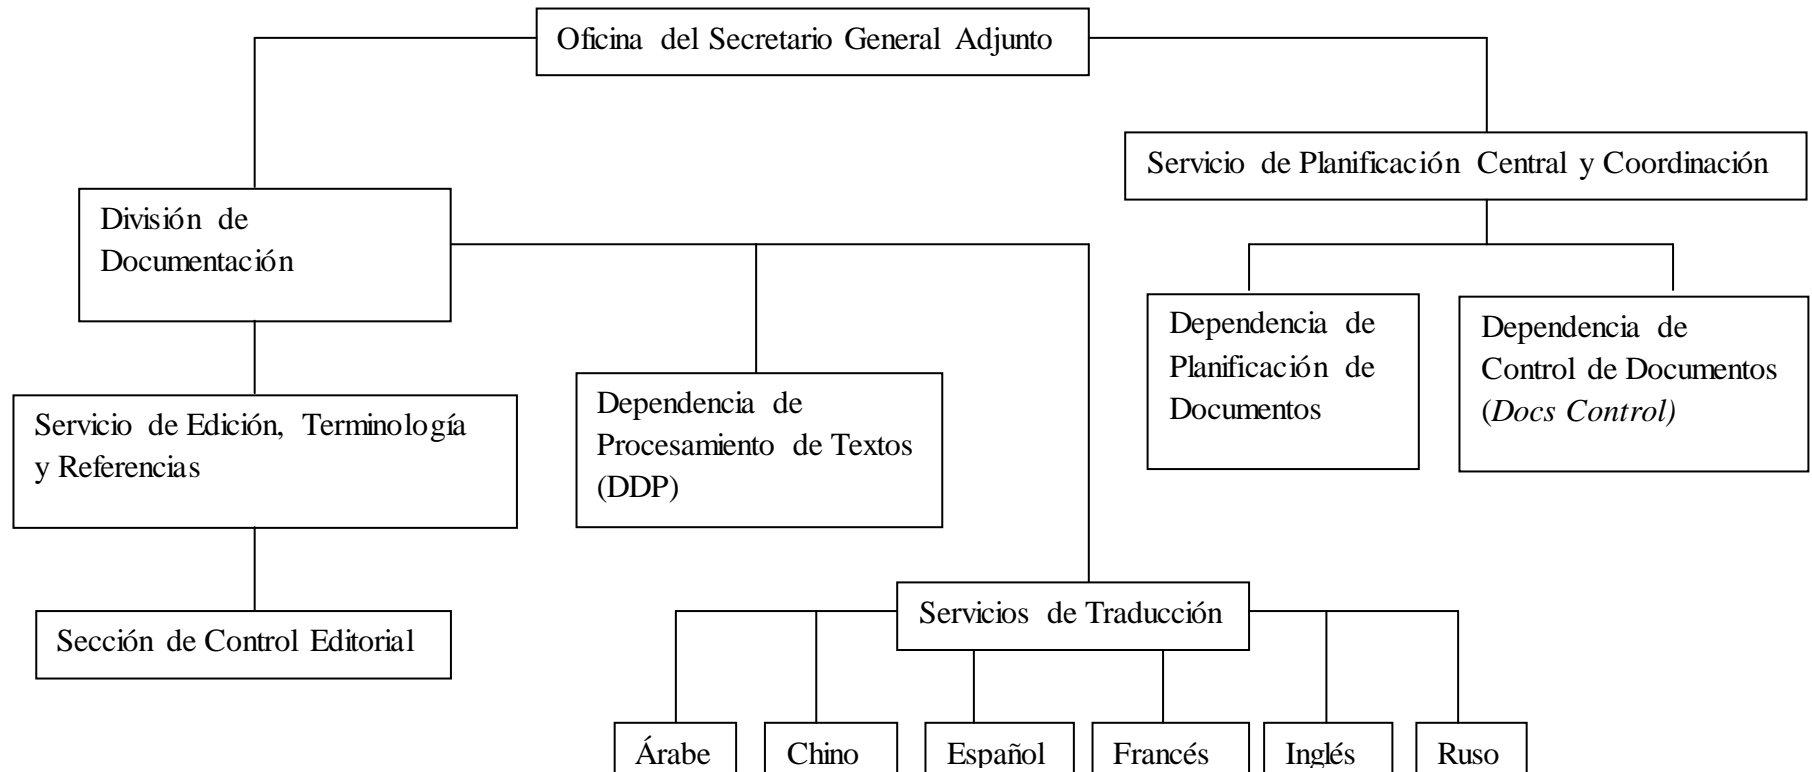 Oficina del Secretario General Adjunto
Servicio de Planificación Central y Coordinación
División de
Documentación
Dependencia de
Planificación de
Documentos
Dependencia de
Control de Documentos
(Docs Control)
Servicio de Edición, Terminología
y Referencias
Dependencia de
Procesamiento de Textos
(DDP)
Sección de Control Editorial
Servicios de Traducción
Árabe
Chino
Español
Francés
Inglés
Ruso